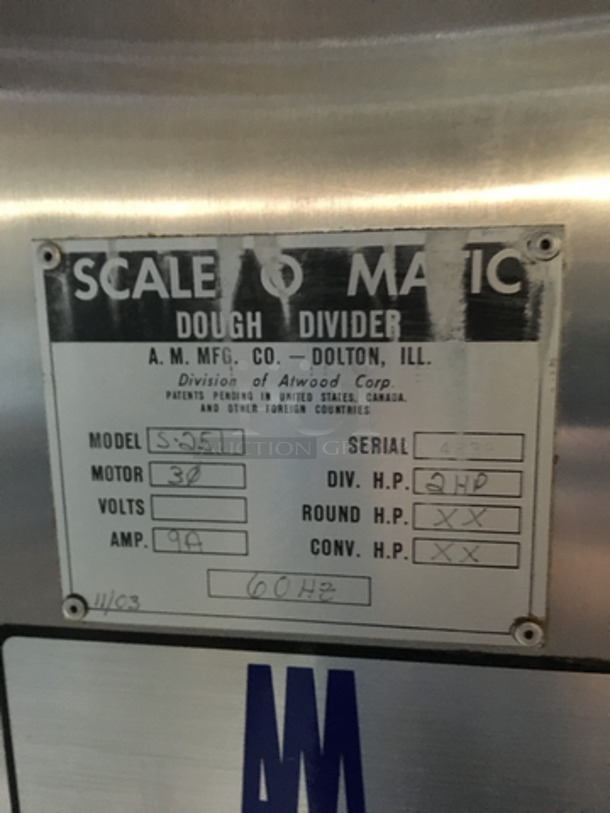 SCALE O MATIC
DOUGH DIVIDER
A. M. MFG. CO. — DOLTON, ILL.
Division of Atwood Corp.
PATENTS PENDING IN UNITED STATES, CANADA,
AND OTHER FOREIGN COUNTRIES
MODEL S-25 SERIAL
MOTOR 3Ø DIV. H.P. 2HP
VOLTS ROUND H.P. XX
AMP. 9A CONV. H.P. XX
60HZ
11/03
AM